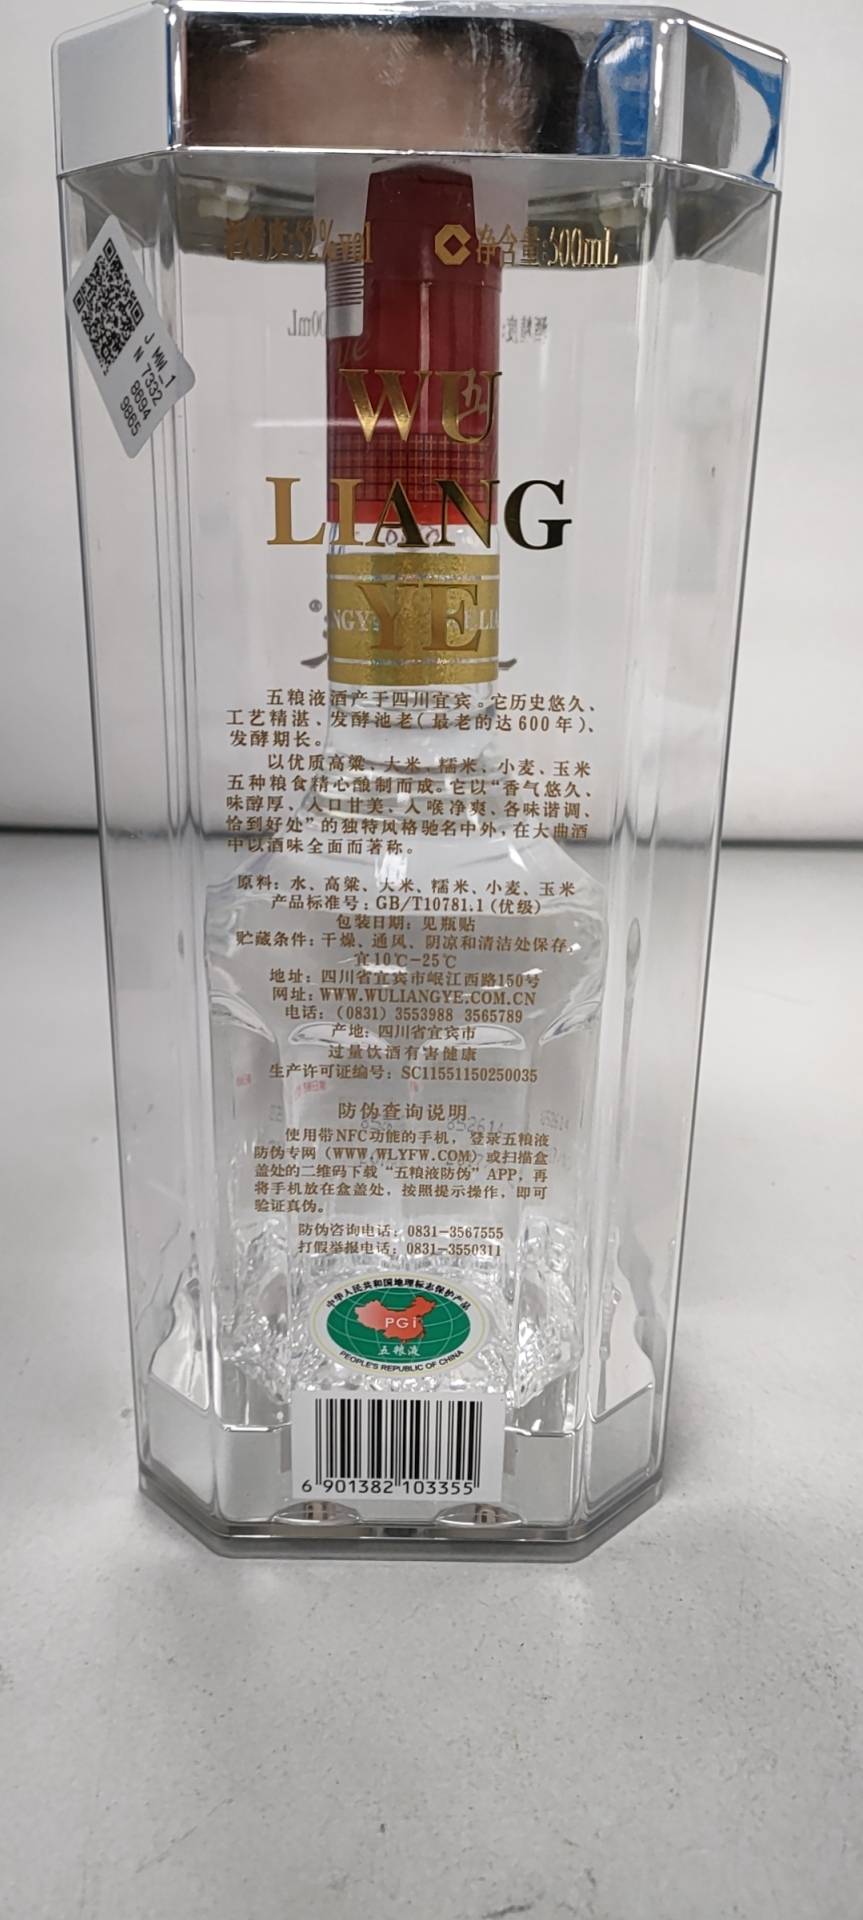 酒精度:52%vol
净含量:500mL
J MW_1
N 7332
8894
9865
WU
LIANG
YE
五粮液酒产于四川宜宾。它历史悠久、
工艺精湛、发酵池老(最老的达600年)、
发酵期长。
以优质高粱、大米、糯米、小麦、玉米
五种粮食精心酿制而成。它以“香气悠久、
味醇厚、入口甘美、入喉净爽、各味谐调、
恰到好处”的独特风格驰名中外,在大曲酒
中以酒味全面而著称。
原料:水、高粱、大米、糯米、小麦、玉米
产品标准号:GB/T10781.1(优级)
包装日期:见瓶贴
贮藏条件:干燥、通风、阴凉和清洁处保存,
宜10℃-25℃
地址:四川省宜宾市岷江西路150号
网址:WWW.WULIANGYE.COM.CN
电话:(0831) 3553988 3565789
产地:四川省宜宾市
过量饮酒有害健康
生产许可证编号:SC11551150250035
防伪查询说明
使用带NFC功能的手机,登录五粮液
防伪专网(WWW.WLYFW.COM)或扫描盒
盖处的二维码下载“五粮液防伪”APP,再
将手机放在盒盖处,按照提示操作,即可
验证真伪。
防伪咨询电话:0831-3567555
打假举报电话:0831-3550311
中华人民共和国地理标志保护产品
PGI
五粮液
PEOPLE'S REPUBLIC OF CHINA
6 901382 103355